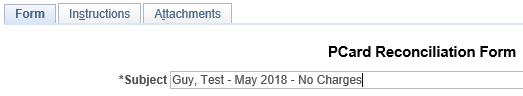 Form Instructions Attachments
PCard Reconciliation Form
*Subject Guy, Test - May 2018 - No Charges